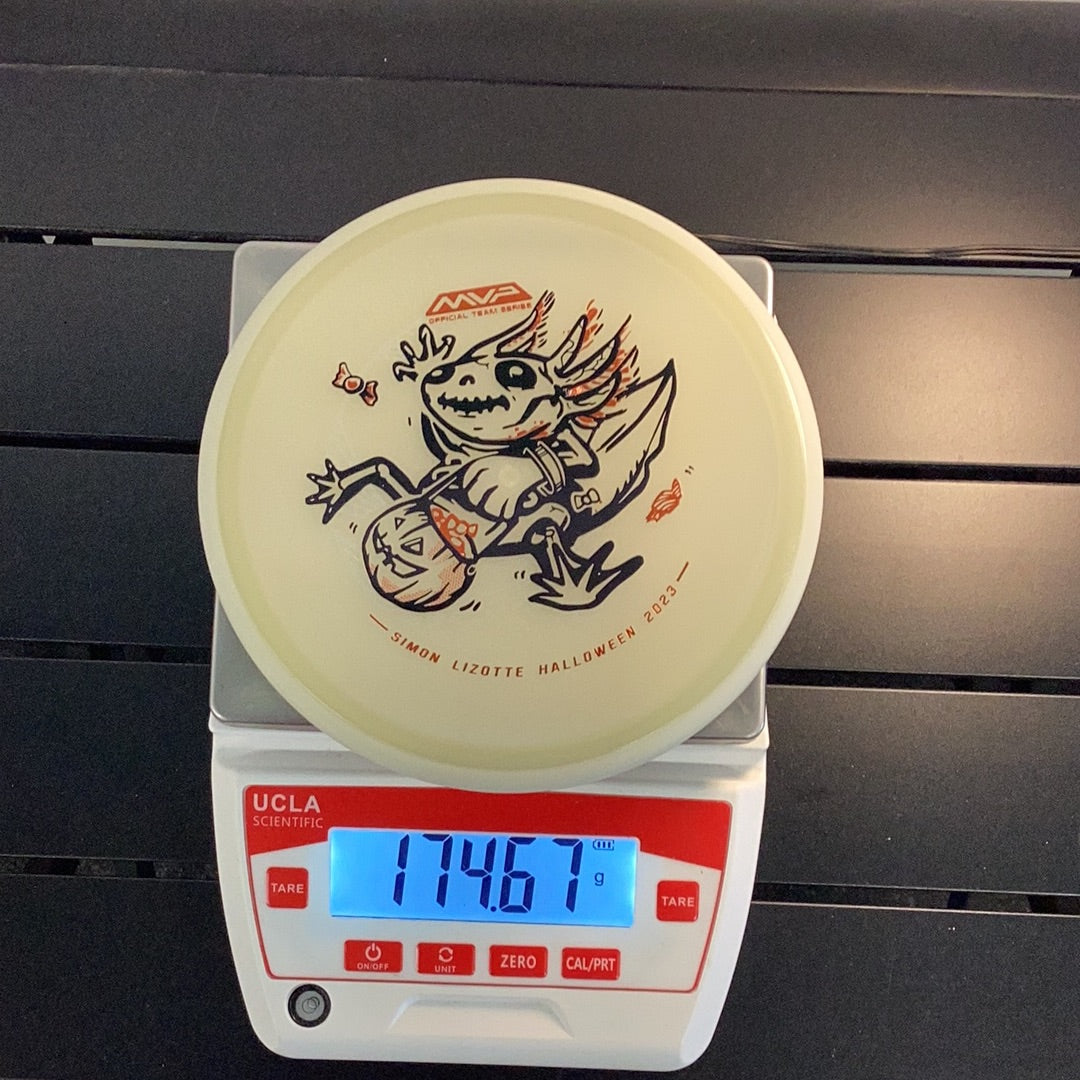 MVP
OFFICIAL TEAM SERIES
— SIMON LIZOTTE HALLOWEEN 2023 —
UCLA
SCIENTIFIC
174.67 g
TARE
TARE
ON/OFF
UNIT
ZERO
CAL/PRT